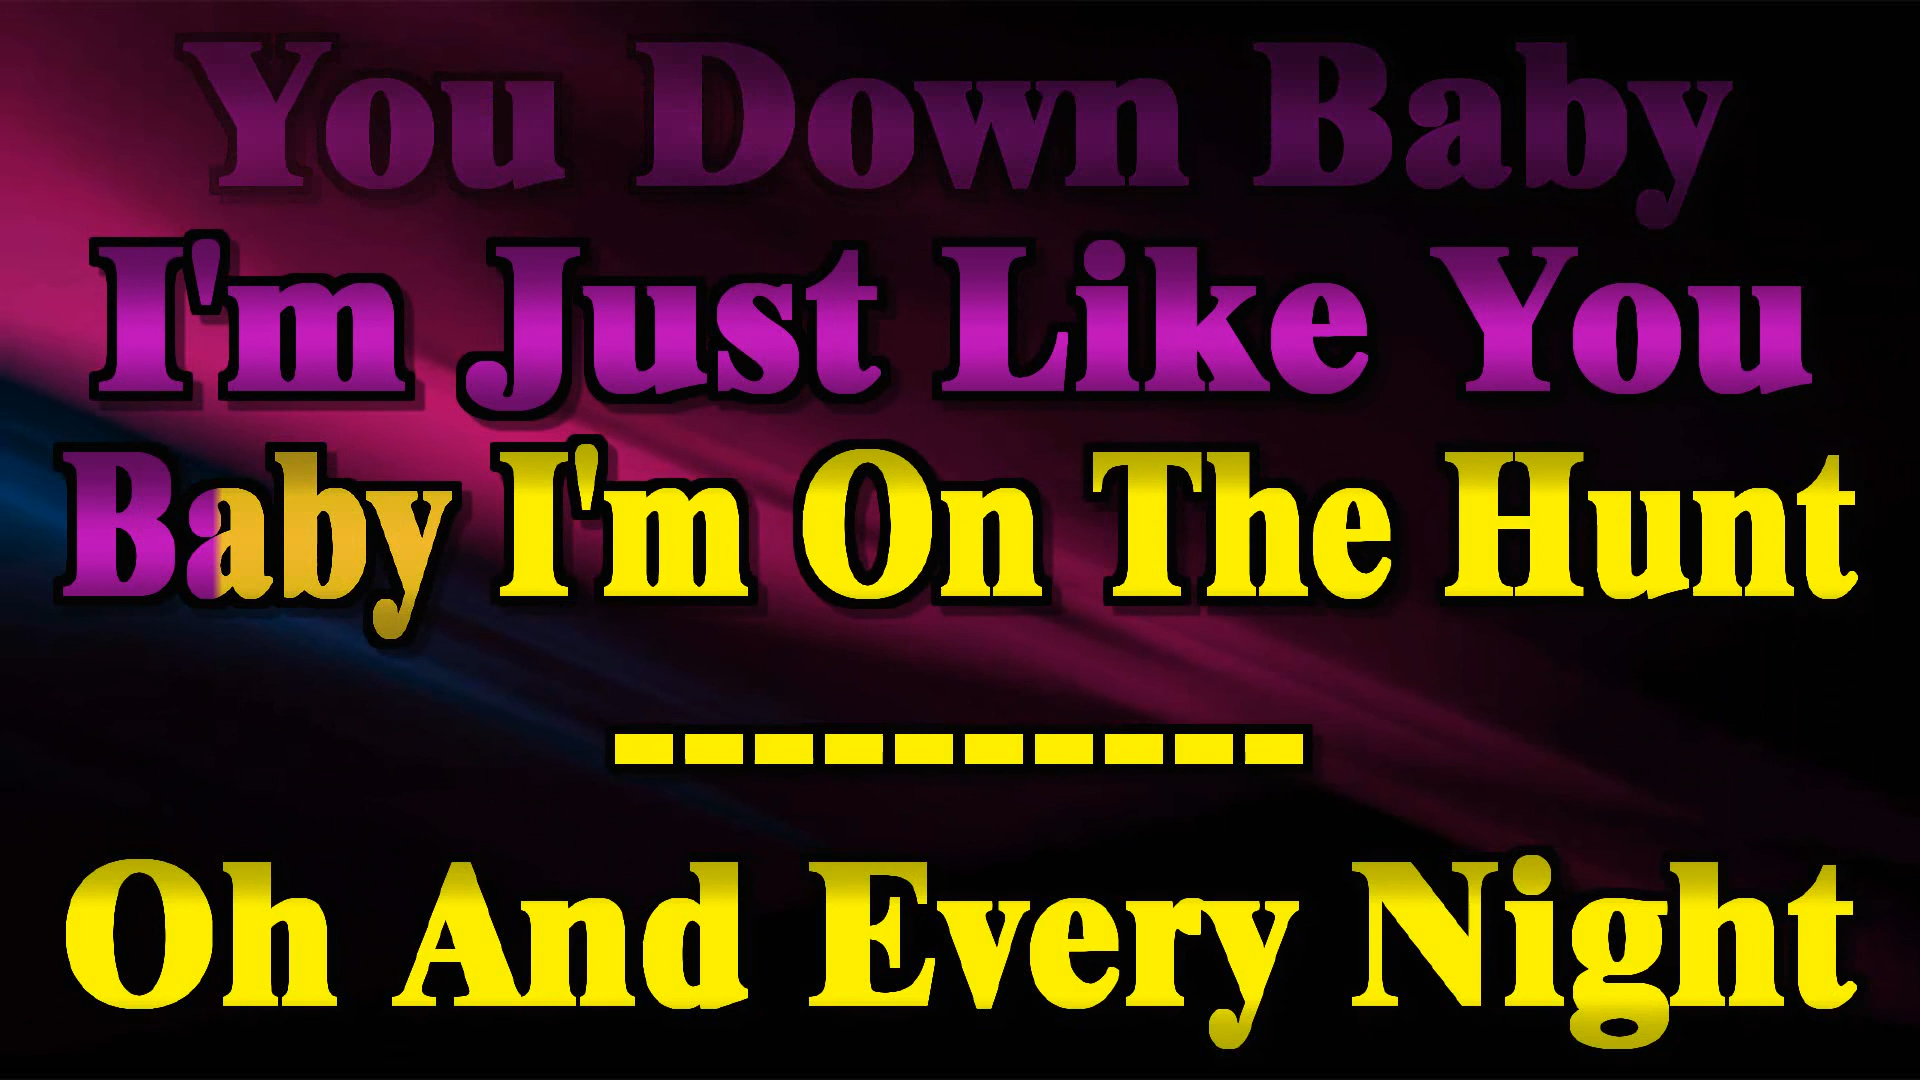 You Down Baby
I'm Just Like You
Baby I'm On The Hunt
----------
Oh And Every Night